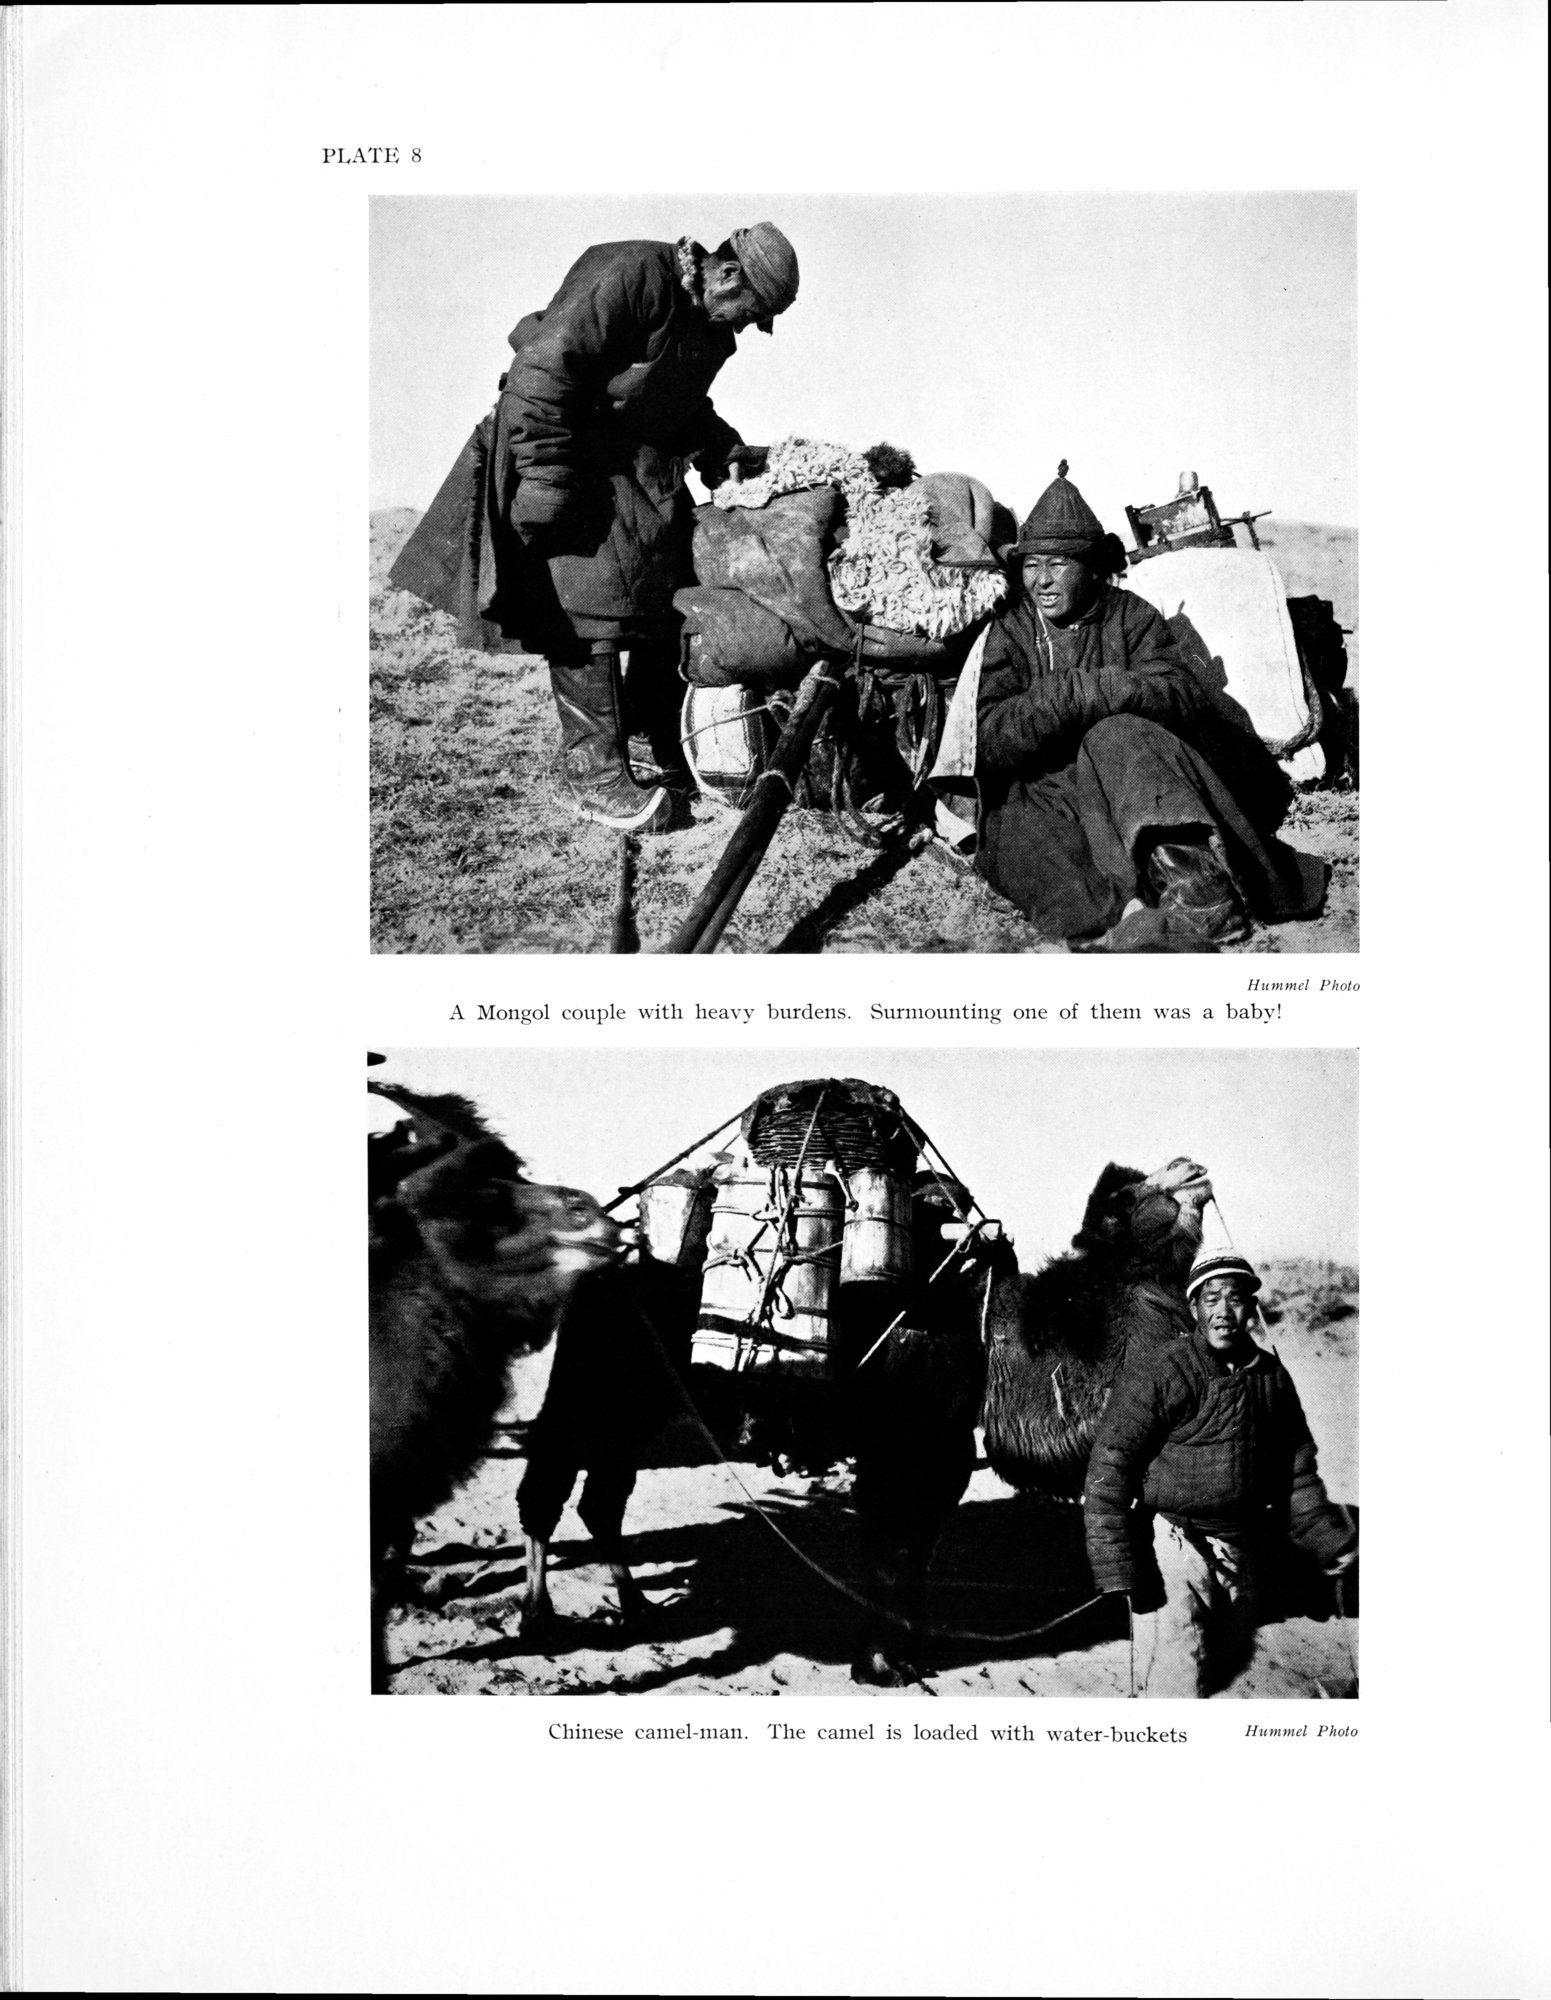 PLATE 8
Hummel Photo
A Mongol couple with heavy burdens. Surmounting one of them was a baby!
Chinese camel-man. The camel is loaded with water-buckets Hummel Photo